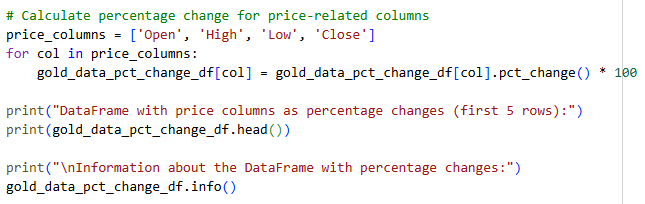 # Calculate percentage change for price-related columns
price_columns = ['Open', 'High', 'Low', 'Close']
for col in price_columns:
    gold_data_pct_change_df[col] = gold_data_pct_change_df[col].pct_change() * 100
print("DataFrame with price columns as percentage changes (first 5 rows):")
print(gold_data_pct_change_df.head())
print("\nInformation about the DataFrame with percentage changes:")
gold_data_pct_change_df.info()